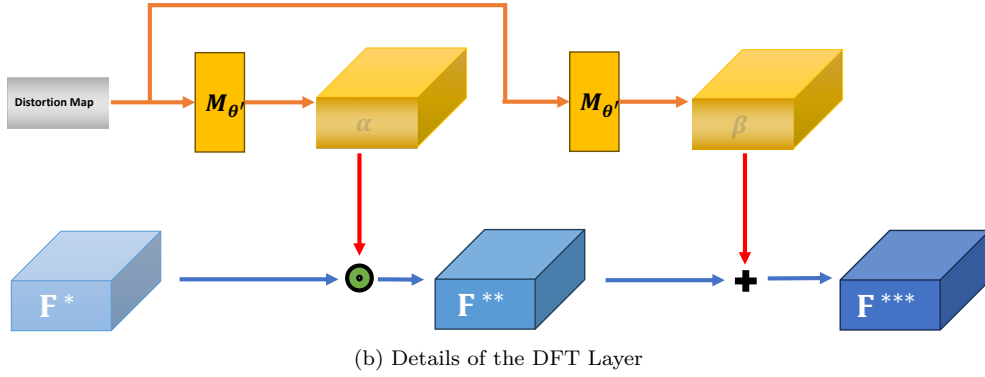 Distortion Map
M_θ'
α
M_θ'
β
F *
F **
F ***
(b) Details of the DFT Layer